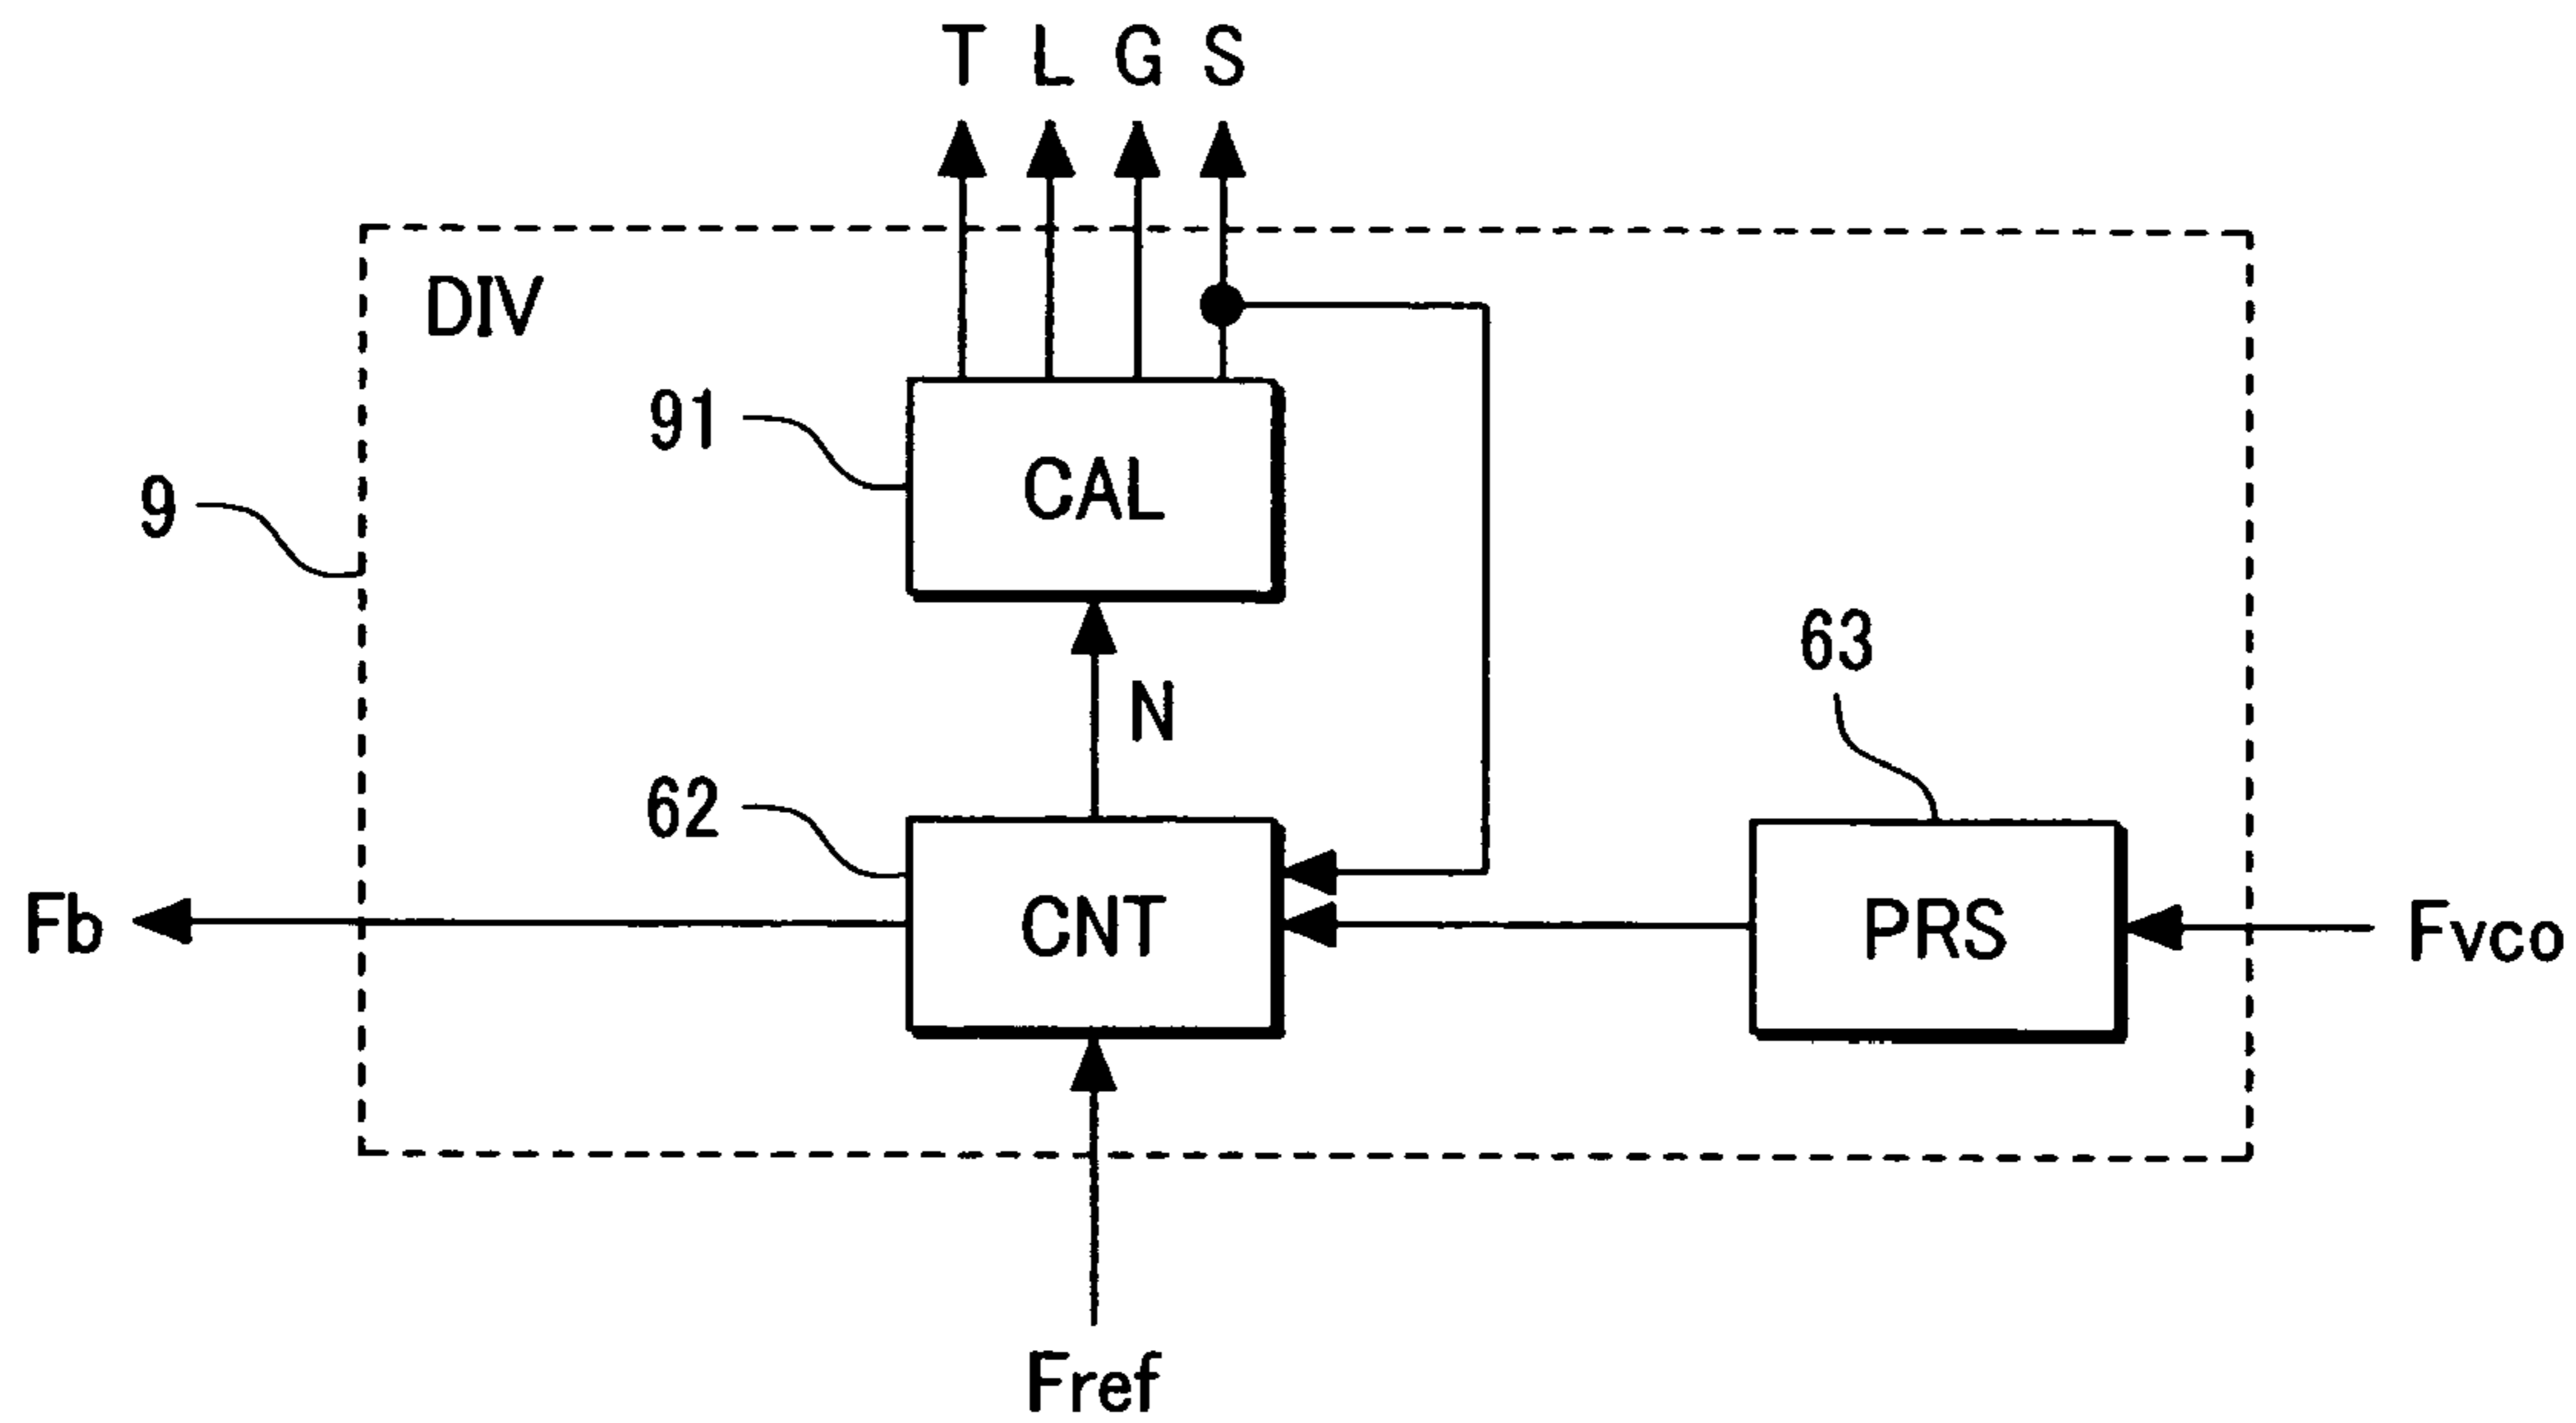 T L G S
DIV
91
CAL
9
63
N
62
Fb
CNT
PRS
Fvco
Fref